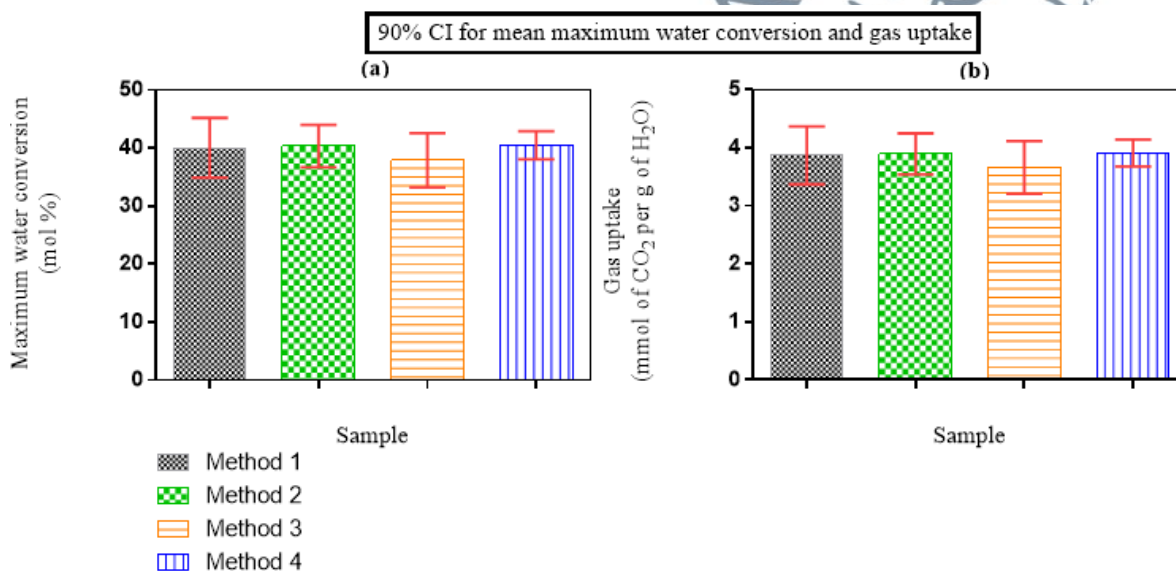 90% CI for mean maximum water conversion and gas uptake
(a)
50
40
30
20
10
0
Maximum water conversion
(mol %)
Sample
(b)
5
4
3
2
1
0
Gas uptake
(mmol of CO₂ per g of H₂O)
Sample
Method 1
Method 2
Method 3
Method 4